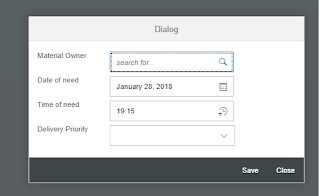 Dialog
Material Owner
search for...
Date of need
January 28, 2018
Time of need
19:15
Delivery Priority
Save Close